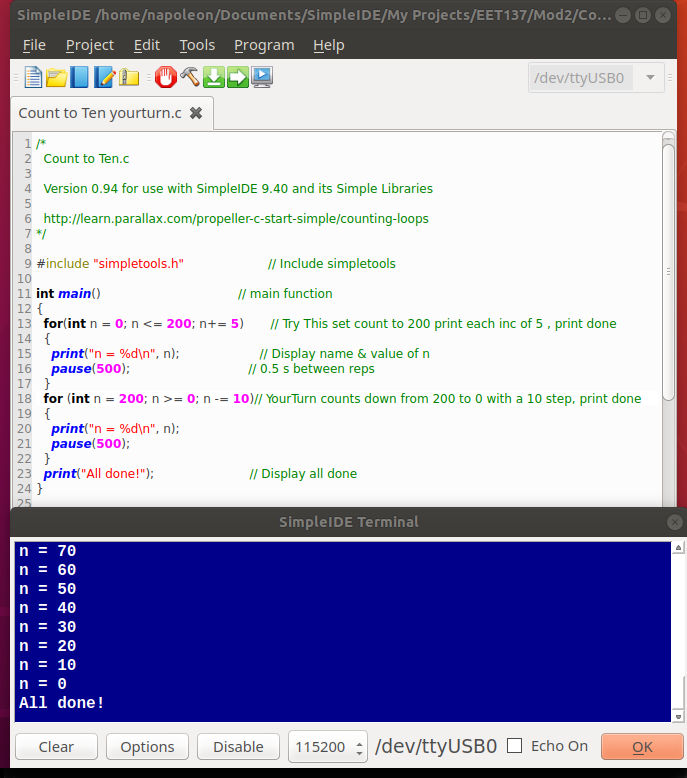 SimpleIDE /home/napoleon/Documents/SimpleIDE/My Projects/EET137/Mod2/Co...
File Project Edit Tools Program Help
/dev/ttyUSB0
Count to Ten yourturn.c
1 /*
2 Count to Ten.c
3
4 Version 0.94 for use with SimpleIDE 9.40 and its Simple Libraries
5
6 http://learn.parallax.com/propeller-c-start-simple/counting-loops
7 */
8
9 #include "simpletools.h" // Include simpletools
10
11 int main() // main function
12 {
13 for(int n = 0; n <= 200; n+= 5) // Try This set count to 200 print each inc of 5 , print done
14 {
15 print("n = %d\n", n); // Display name & value of n
16 pause(500); // 0.5 s between reps
17 }
18 for (int n = 200; n >= 0; n -= 10)// YourTurn counts down from 200 to 0 with a 10 step, print done
19 {
20 print("n = %d\n", n);
21 pause(500);
22 }
23 print("All done!"); // Display all done
24 }
25
SimpleIDE Terminal
n = 70
n = 60
n = 50
n = 40
n = 30
n = 20
n = 10
n = 0
All done!
Clear Options Disable 115200 /dev/ttyUSB0 Echo On OK